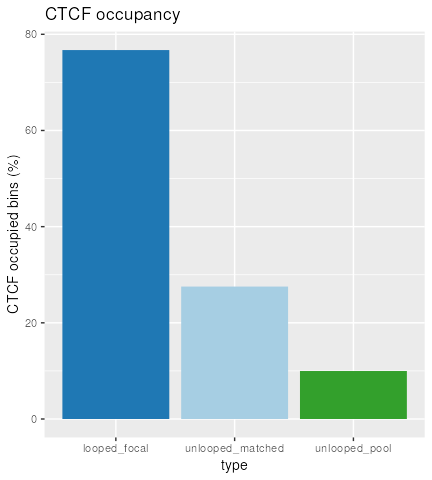 CTCF occupancy
80
60
40
20
0
CTCF occupied bins (%)
looped_focal
unlooped_matched
unlooped_pool
type